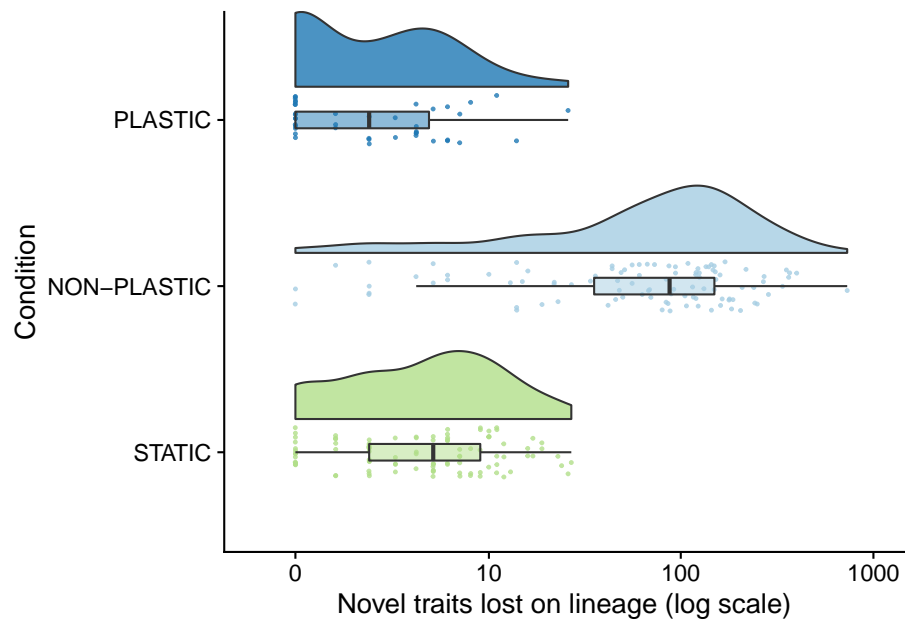 Condition
PLASTIC
NON−PLASTIC
STATIC
0 10 100 1000
Novel traits lost on lineage (log scale)